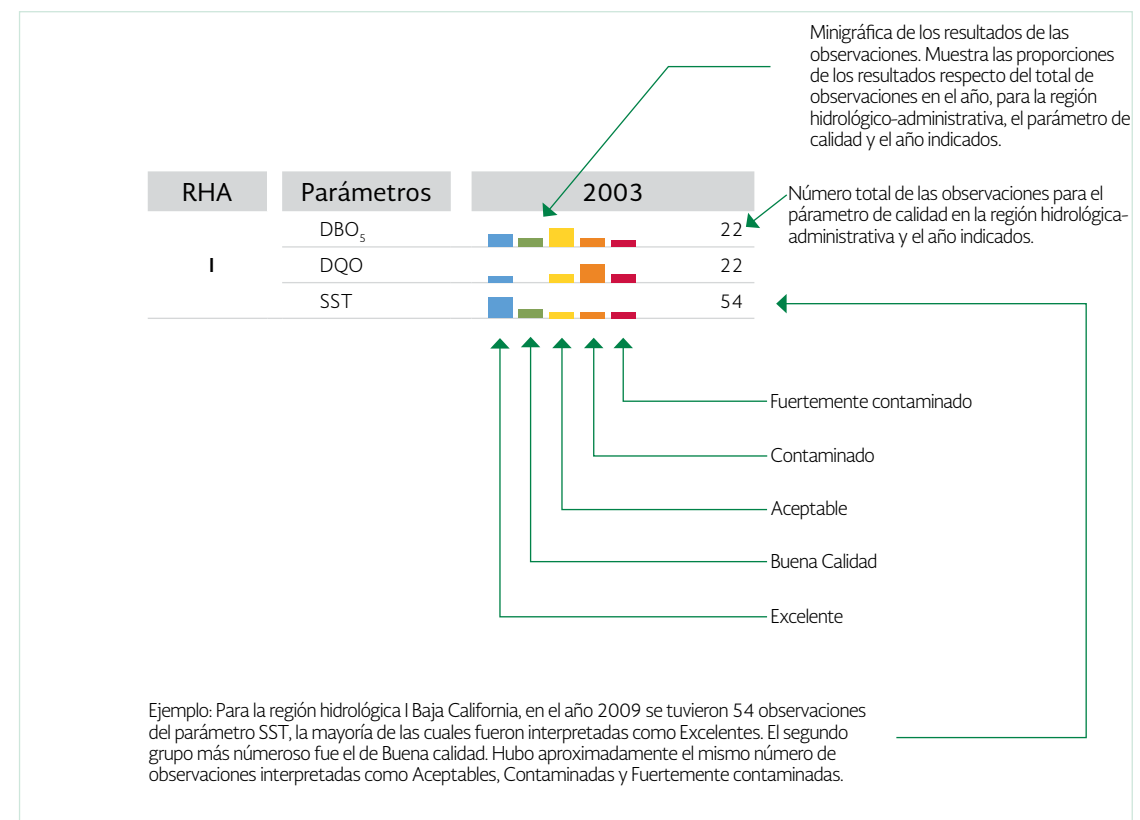 Minigráfica de los resultados de las
observaciones. Muestra las proporciones
de los resultados respecto del total de
observaciones en el año, para la región
hidrológico-administrativa, el parámetro de
calidad y el año indicados.
RHA Parámetros 2003
Número total de las observaciones para el
párametro de calidad en la región hidrológica-
administrativa y el año indicados.
DBO₅ 22
I DQO 22
SST 54
Fuertemente contaminado
Contaminado
Aceptable
Buena Calidad
Excelente
Ejemplo: Para la región hidrológica I Baja California, en el año 2009 se tuvieron 54 observaciones
del parámetro SST, la mayoría de las cuales fueron interpretadas como Excelentes. El segundo
grupo más númeroso fue el de Buena calidad. Hubo aproximadamente el mismo número de
observaciones interpretadas como Aceptables, Contaminadas y Fuertemente contaminadas.